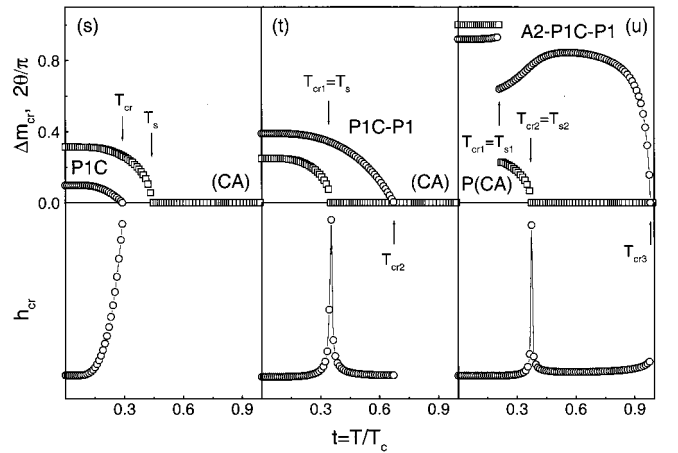 (s)
(t)
A2-P1C-P1
(u)
Δm_cr, 2θ/π
0.8
0.4
0.0
T_cr
T_s
P1C
(CA)
T_cr1=T_s
P1C-P1
(CA)
T_cr2
T_cr1=T_s1
T_cr2=T_s2
P(CA)
T_cr3
h_cr
0.3
0.6
0.9
0.3
0.6
0.9
0.3
0.6
0.9
t=T/T_c